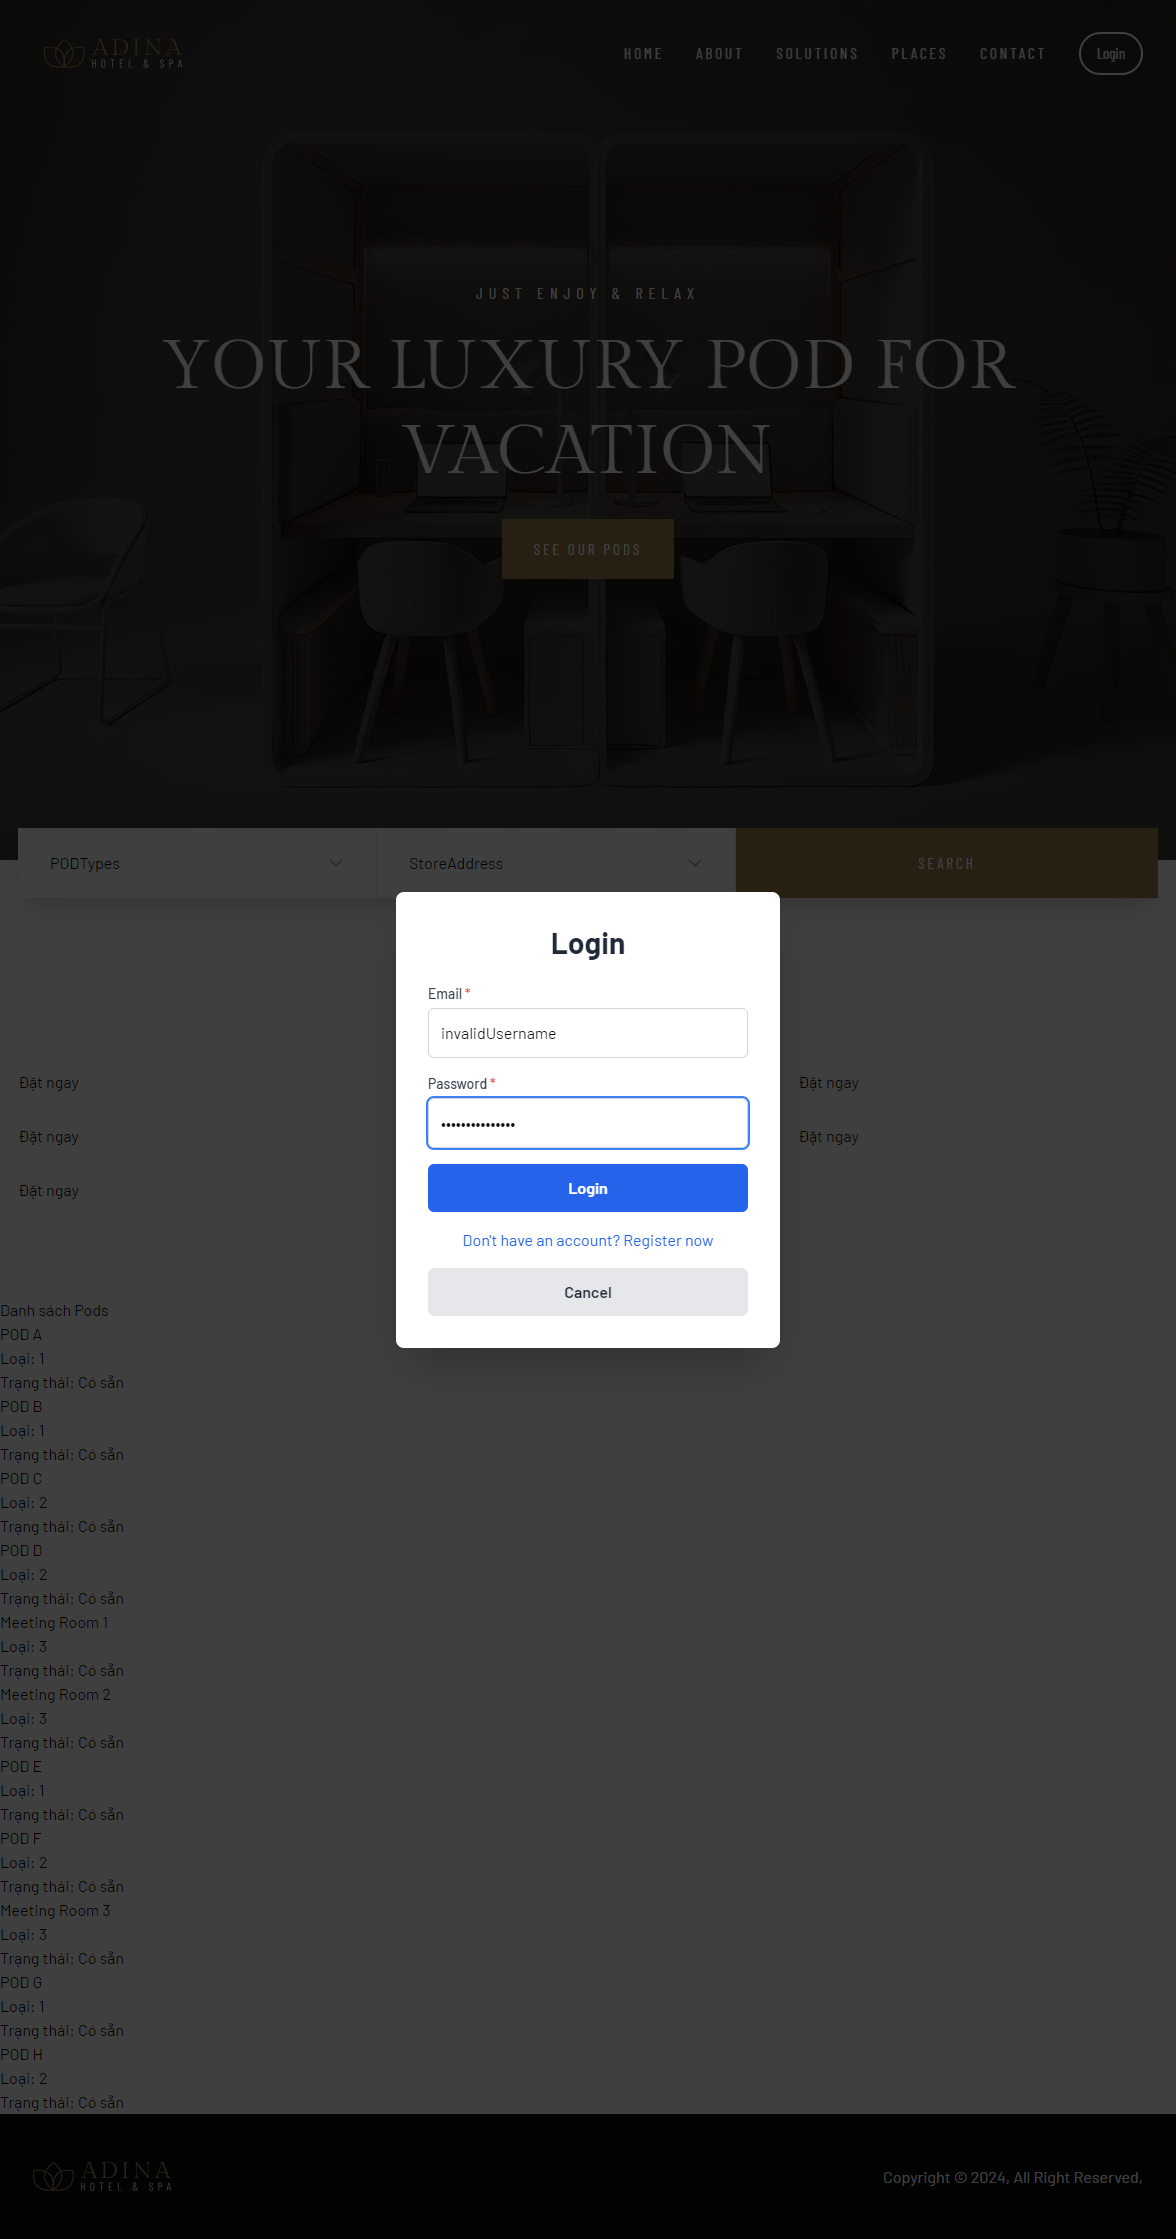 ADINA
HOTEL & SPA
HOME ABOUT SOLUTIONS PLACES CONTACT Login
JUST ENJOY & RELAX
YOUR LUXURY POD FOR
VACATION
SEE OUR PODS
PODTypes StoreAddress SEARCH
Login
Email *
invalidUsername
Password *
•••••••••••••••
Login
Don't have an account? Register now
Cancel
Đặt ngay Đặt ngay
Đặt ngay Đặt ngay
Đặt ngay
Danh sách Pods
POD A
Loại: 1
Trạng thái: Có sẵn
POD B
Loại: 1
Trạng thái: Có sẵn
POD C
Loại: 2
Trạng thái: Có sẵn
POD D
Loại: 2
Trạng thái: Có sẵn
Meeting Room 1
Loại: 3
Trạng thái: Có sẵn
Meeting Room 2
Loại: 3
Trạng thái: Có sẵn
POD E
Loại: 1
Trạng thái: Có sẵn
POD F
Loại: 2
Trạng thái: Có sẵn
Meeting Room 3
Loại: 3
Trạng thái: Có sẵn
POD G
Loại: 1
Trạng thái: Có sẵn
POD H
Loại: 2
Trạng thái: Có sẵn
ADINA
HOTEL & SPA
Copyright © 2024, All Right Reserved,